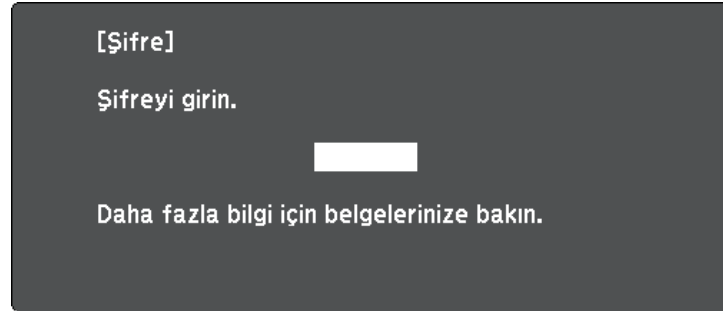 [Şifre]
Şifreyi girin.
Daha fazla bilgi için belgelerinize bakın.